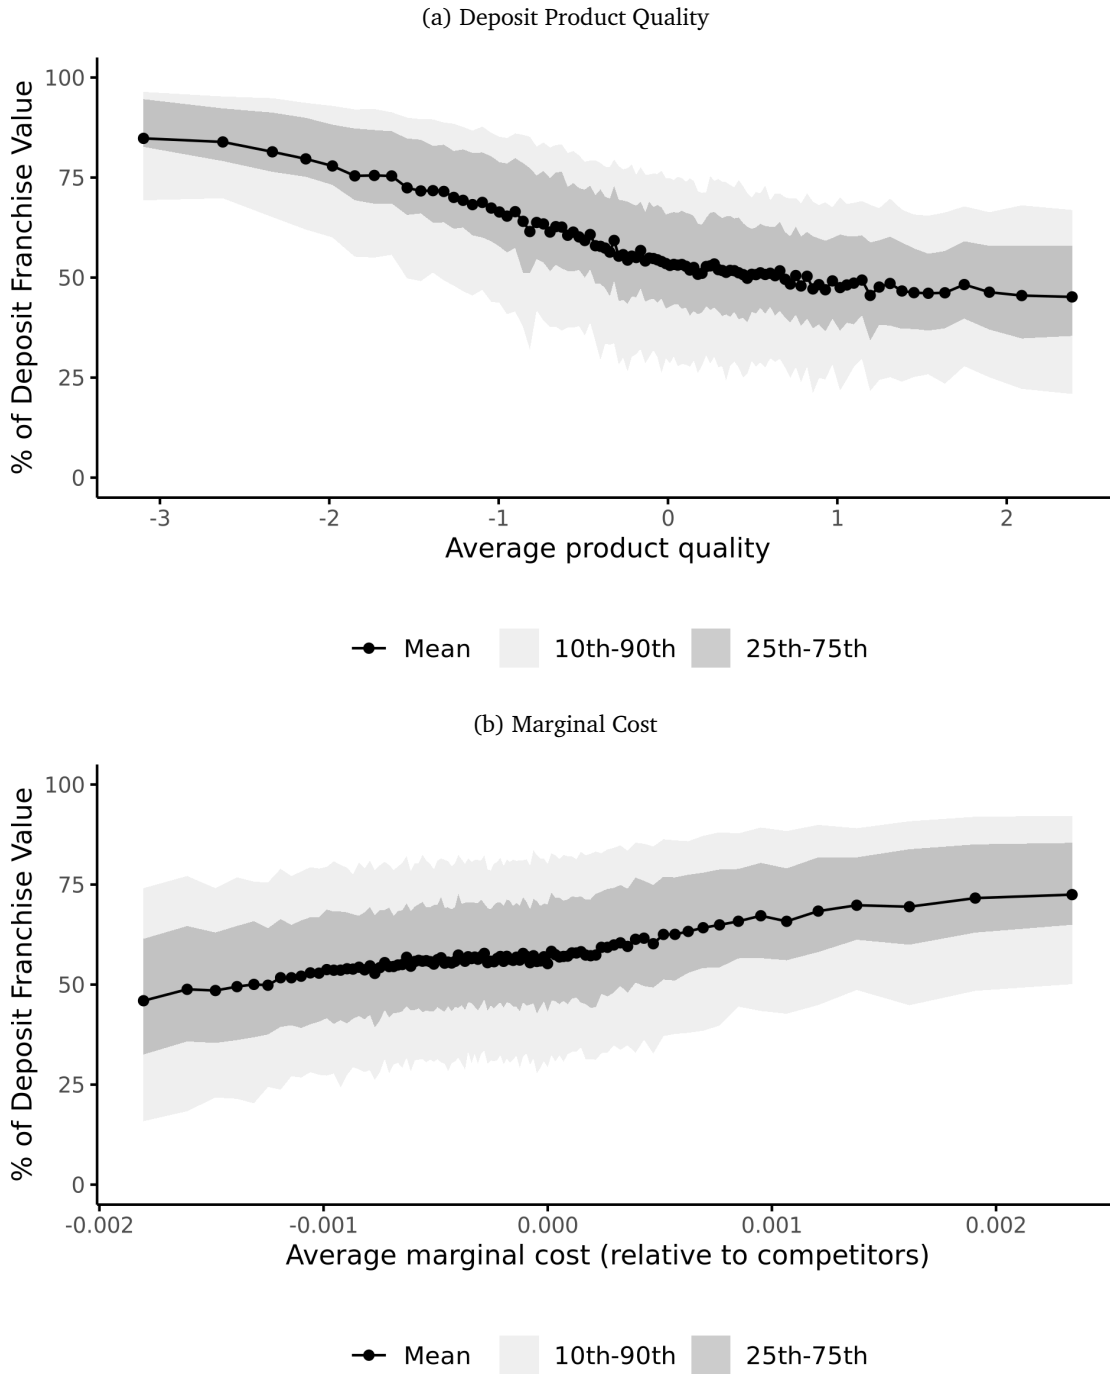 (a) Deposit Product Quality
% of Deposit Franchise Value
100
75
50
25
0
-3 -2 -1 0 1 2
Average product quality
Mean 10th-90th 25th-75th
(b) Marginal Cost
% of Deposit Franchise Value
100
75
50
25
0
-0.002 -0.001 0.000 0.001 0.002
Average marginal cost (relative to competitors)
Mean 10th-90th 25th-75th